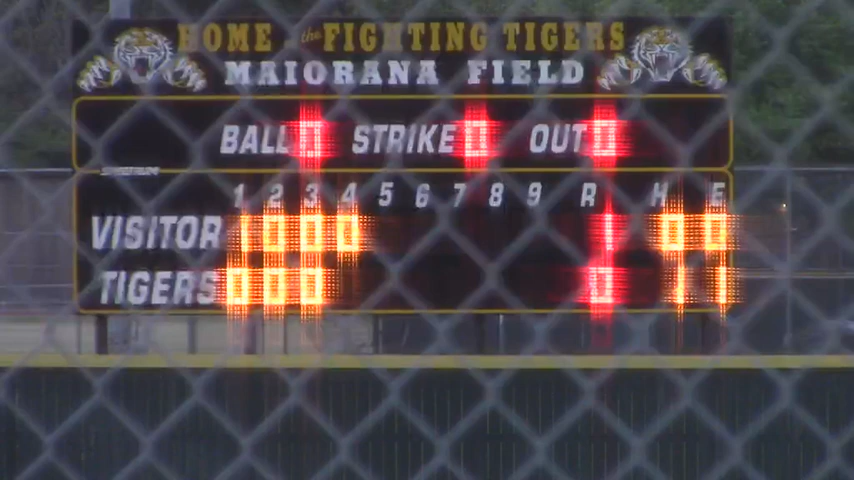 HOME of the FIGHTING TIGERS
MAIORANA FIELD
BALL 0 STRIKE 0 OUT 0
1 2 3 4 5 6 7 8 9 R H E
VISITOR 1 0 0 0 1 0 0
TIGERS 0 0 0 0 1 1